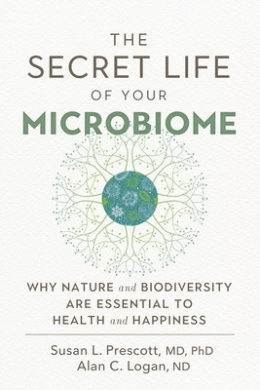 THE
SECRET LIFE
OF YOUR
MICROBIOME
WHY NATURE and BIODIVERSITY
ARE ESSENTIAL TO
HEALTH and HAPPINESS
Susan L. Prescott, MD, PhD
Alan C. Logan, ND